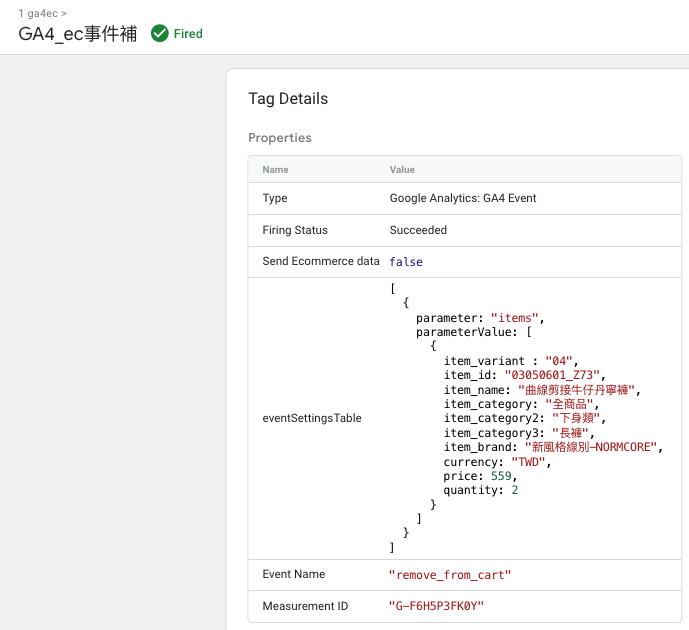 1 ga4ec >
GA4_ec事件補 Fired
Tag Details
Properties
Name Value
Type Google Analytics: GA4 Event
Firing Status Succeeded
Send Ecommerce data false
eventSettingsTable
[
{
parameter: "items",
parameterValue: [
{
item_variant : "04",
item_id: "03050601_Z73",
item_name: "曲線剪接牛仔丹寧褲",
item_category: "全商品",
item_category2: "下身類",
item_category3: "長褲",
item_brand: "新風格線別—NORMCORE",
currency: "TWD",
price: 559,
quantity: 2
}
]
}
]
Event Name "remove_from_cart"
Measurement ID "G-F6H5P3FK0Y"